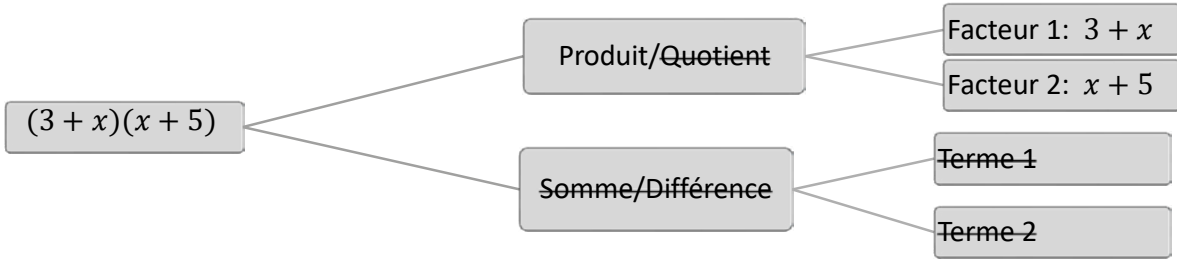 (3 + x)(x + 5)
Produit/Quotient
Facteur 1: 3 + x
Facteur 2: x + 5
Somme/Différence
Terme 1
Terme 2